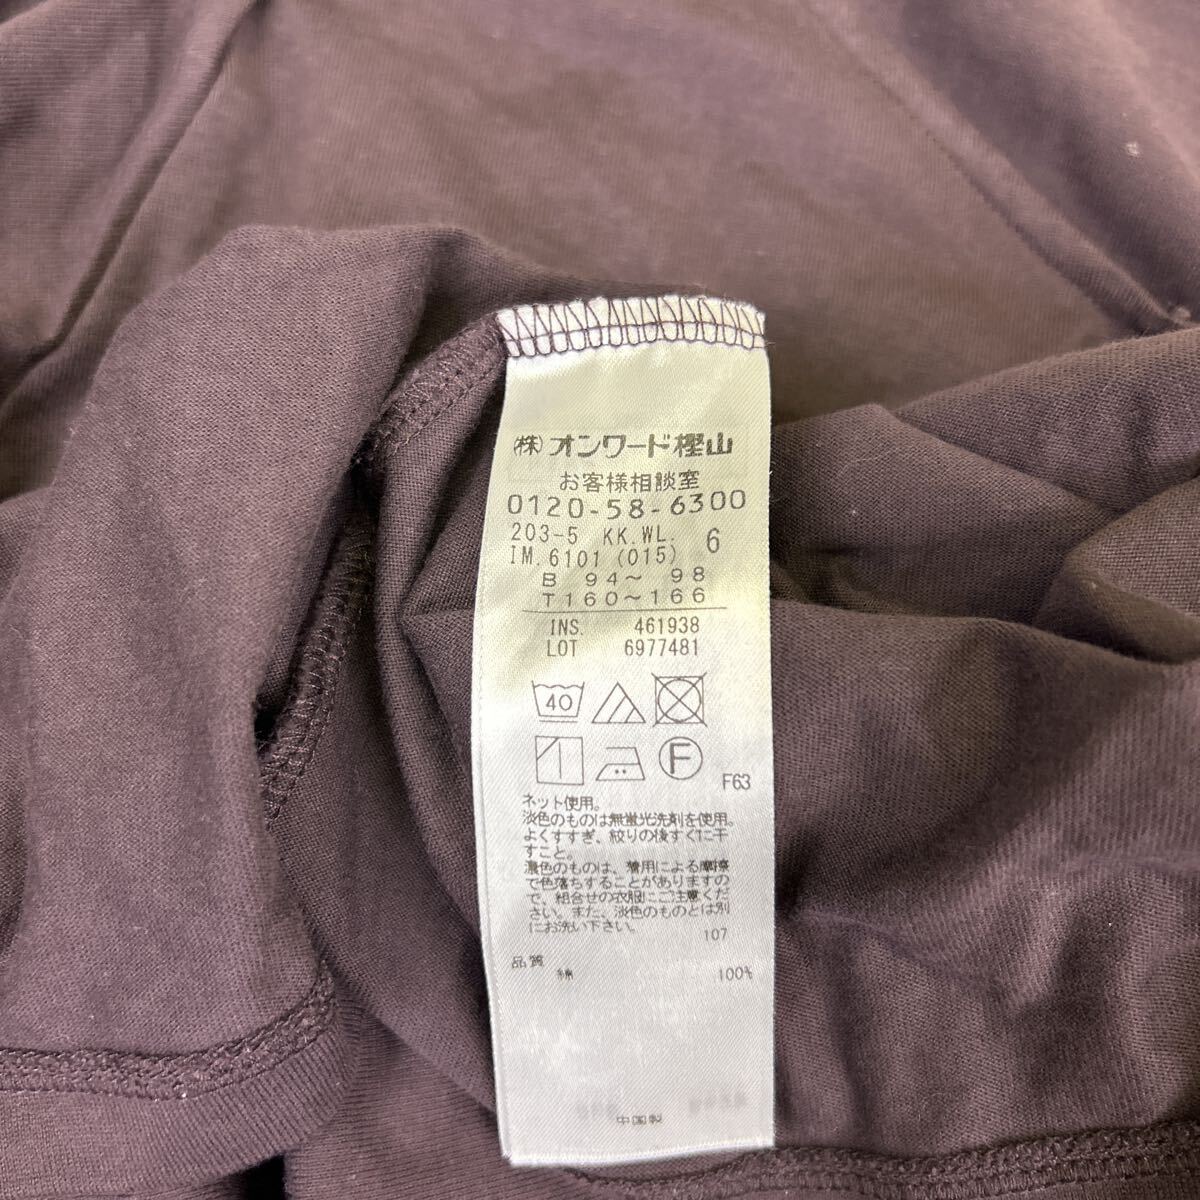 (株)オンワード樫山
お客様相談室
0120-58-6300
203-5 KK.WL. 6
IM.6101 (015)
B 94～ 98
T160～166
INS. 461938
LOT 6977481
40
F
F63
ネット使用。
淡色のものは無蛍光洗剤を使用。
よくすすぎ、絞りの後すぐに干
すこと。
濃色のものは、着用による摩擦
で色落ちすることがありますの
で、組合せの衣服にご注意くだ
さい。また、淡色のものとは別
にお洗い下さい。
107
品質
綿 100%
中国製